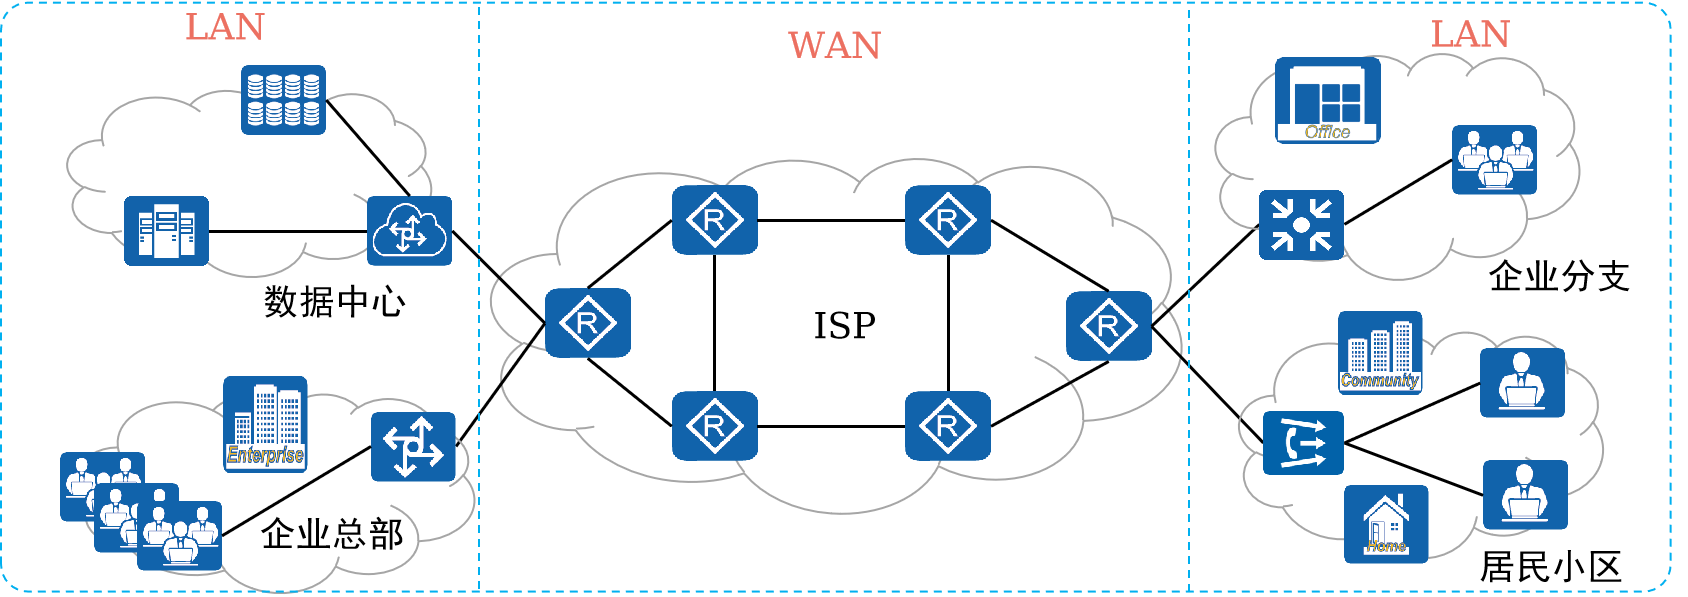 LAN
WAN
LAN
Office
数据中心
企业分支
R
R
R
ISP
R
R
R
Community
Enterprise
企业总部
Home
居民小区